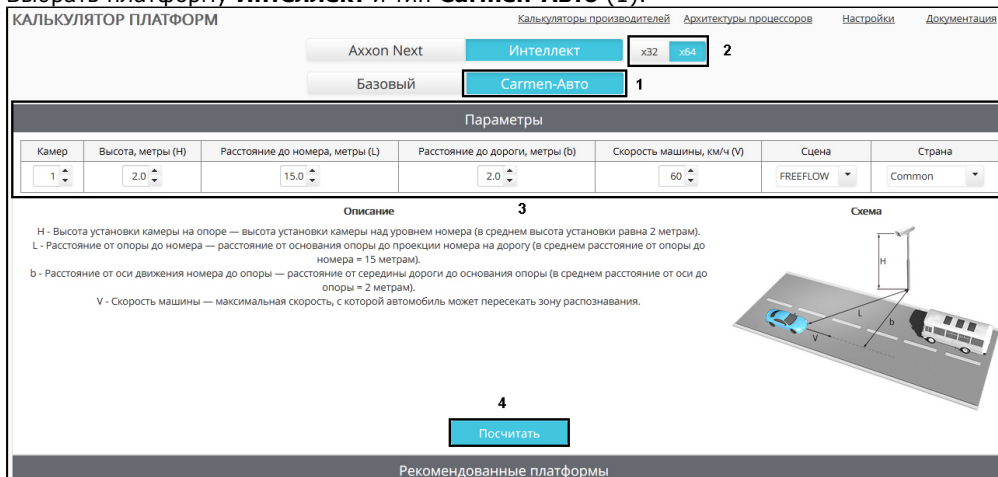 Выбрать платформу Интеллект и тип Carmen-Авто (1).
КАЛЬКУЛЯТОР ПЛАТФОРМ
Калькуляторы производителей Архитектуры процессоров Настройки Документация
Axxon Next Интеллект x32 x64 2
Базовый Carmen-Авто 1
Параметры
Камер Высота, метры (H) Расстояние до номера, метры (L) Расстояние до дороги, метры (b) Скорость машины, км/ч (V) Сцена Страна
1 2.0 15.0 2.0 60 FREEFLOW Common
3
Описание
H - Высота установки камеры на опоре — высота установки камеры над уровнем номера (в среднем высота установки равна 2 метрам).
L - Расстояние от опоры до номера — расстояние от основания опоры до проекции номера на дорогу (в среднем расстояние от опоры до
номера = 15 метрам).
b - Расстояние от оси движения номера до опоры — расстояние от середины дороги до основания опоры (в среднем расстояние от оси до
опоры = 2 метрам).
V - Скорость машины — максимальная скорость, с которой автомобиль может пересекать зону распознавания.
Схема
H
L
b
V
4
Посчитать
Рекомендованные платформы